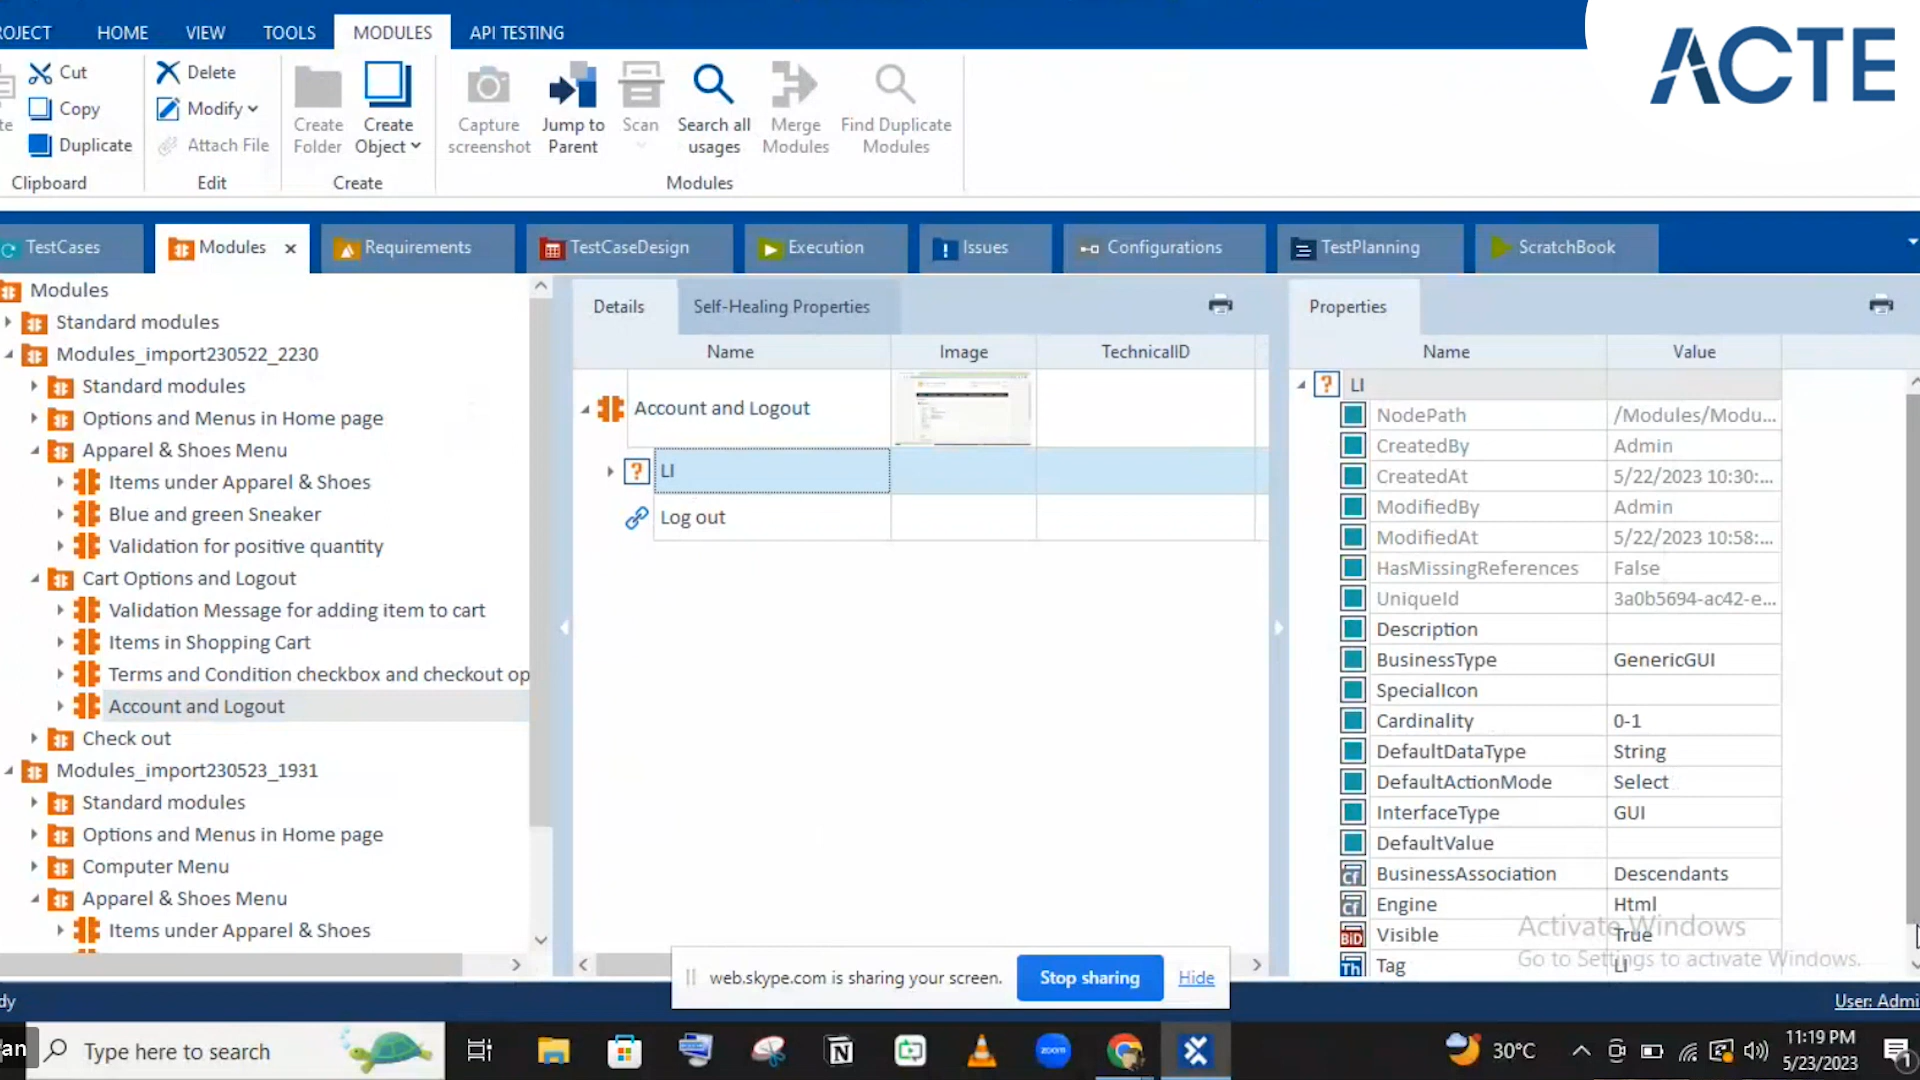 ROJECT
HOME
VIEW
TOOLS
MODULES
API TESTING
ACTE
Cut
Copy
Duplicate
Clipboard
Delete
Modify
Attach File
Edit
Create
Folder
Create
Object
Create
Capture
screenshot
Jump to
Parent
Scan
Search all
usages
Merge
Modules
Find Duplicate
Modules
Modules
TestCases
Modules
Requirements
TestCaseDesign
Execution
Issues
Configurations
TestPlanning
ScratchBook
Modules
Standard modules
Modules_import230522_2230
Standard modules
Options and Menus in Home page
Apparel & Shoes Menu
Items under Apparel & Shoes
Blue and green Sneaker
Validation for positive quantity
Cart Options and Logout
Validation Message for adding item to cart
Items in Shopping Cart
Terms and Condition checkbox and checkout op
Account and Logout
Check out
Modules_import230523_1931
Standard modules
Options and Menus in Home page
Computer Menu
Apparel & Shoes Menu
Items under Apparel & Shoes
Details
Self-Healing Properties
Name
Image
TechnicalID
Account and Logout
LI
Log out
Properties
Name
Value
LI
NodePath
/Modules/Modu...
CreatedBy
Admin
CreatedAt
5/22/2023 10:30:...
ModifiedBy
Admin
ModifiedAt
5/22/2023 10:58:...
HasMissingReferences
False
UniqueId
3a0b5694-ac42-e...
Description
BusinessType
GenericGUI
SpecialIcon
Cardinality
0-1
DefaultDataType
String
DefaultActionMode
Select
InterfaceType
GUI
DefaultValue
BusinessAssociation
Descendants
Engine
Html
Visible
True
Tag
LI
Activate Windows
Go to Settings to activate Windows.
web.skype.com is sharing your screen.
Stop sharing
Hide
dy
User: Admi
an
Type here to search
zoom
30°C
11:19 PM
5/23/2023
1